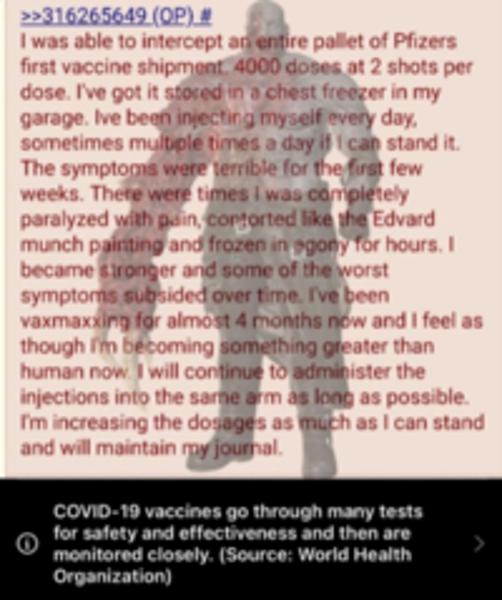 >>316265649 (OP) #
I was able to intercept an entire pallet of Pfizers
first vaccine shipment. 4000 doses at 2 shots per
dose. I've got it stored in a chest freezer in my
garage. Ive been injecting myself every day,
sometimes multiple times a day if I can stand it.
The symptoms were terrible for the first few
weeks. There were times I was completely
paralyzed with pain, contorted like the Edvard
munch painting and frozen in agony for hours. I
became stronger and some of the worst
symptoms subsided over time. I've been
vaxmaxxing for almost 4 months now and I feel as
though I'm becoming something greater than
human now. I will continue to administer the
injections into the same arm as long as possible.
I'm increasing the dosages as much as I can stand
and will maintain my journal.
COVID-19 vaccines go through many tests
for safety and effectiveness and then are
monitored closely. (Source: World Health
Organization)